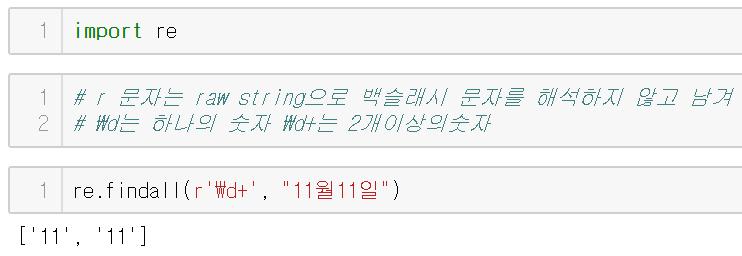 1 import re
1 # r 문자는 raw string으로 백슬래시 문자를 해석하지 않고 남겨
2 # ₩d는 하나의 숫자 ₩d+는 2개이상의숫자
1 re.findall(r'₩d+', "11월11일")
['11', '11']